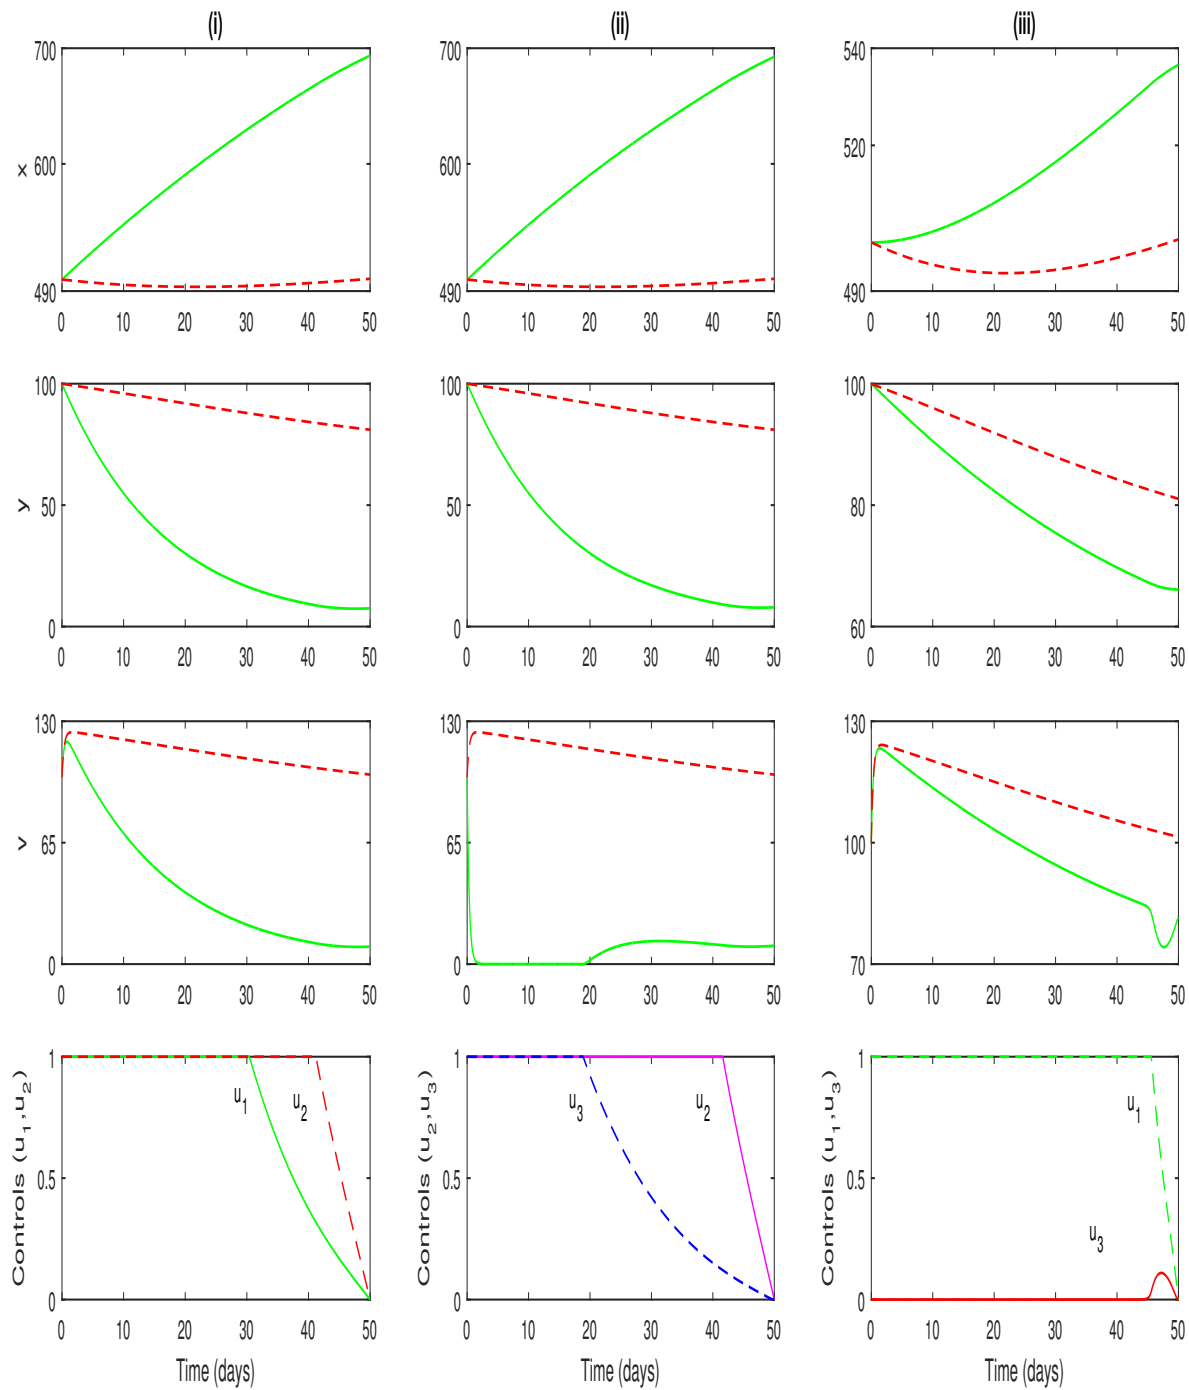 (i) (ii) (iii)
700 700 540
x 600 600 520
490 490 490
0 10 20 30 40 50 0 10 20 30 40 50 0 10 20 30 40 50
100 100 100
y 50 50 80
0 0 60
0 10 20 30 40 50 0 10 20 30 40 50 0 10 20 30 40 50
130 130 130
v 65 65 100
0 0 70
0 10 20 30 40 50 0 10 20 30 40 50 0 10 20 30 40 50
Controls (u1,u2) Controls (u2,u3) Controls (u1,u3)
1 1 1
u1 u2 u3 u2 u1
0.5 0.5 0.5
u3
0 0 0
0 10 20 30 40 50 0 10 20 30 40 50 0 10 20 30 40 50
Time (days) Time (days) Time (days)